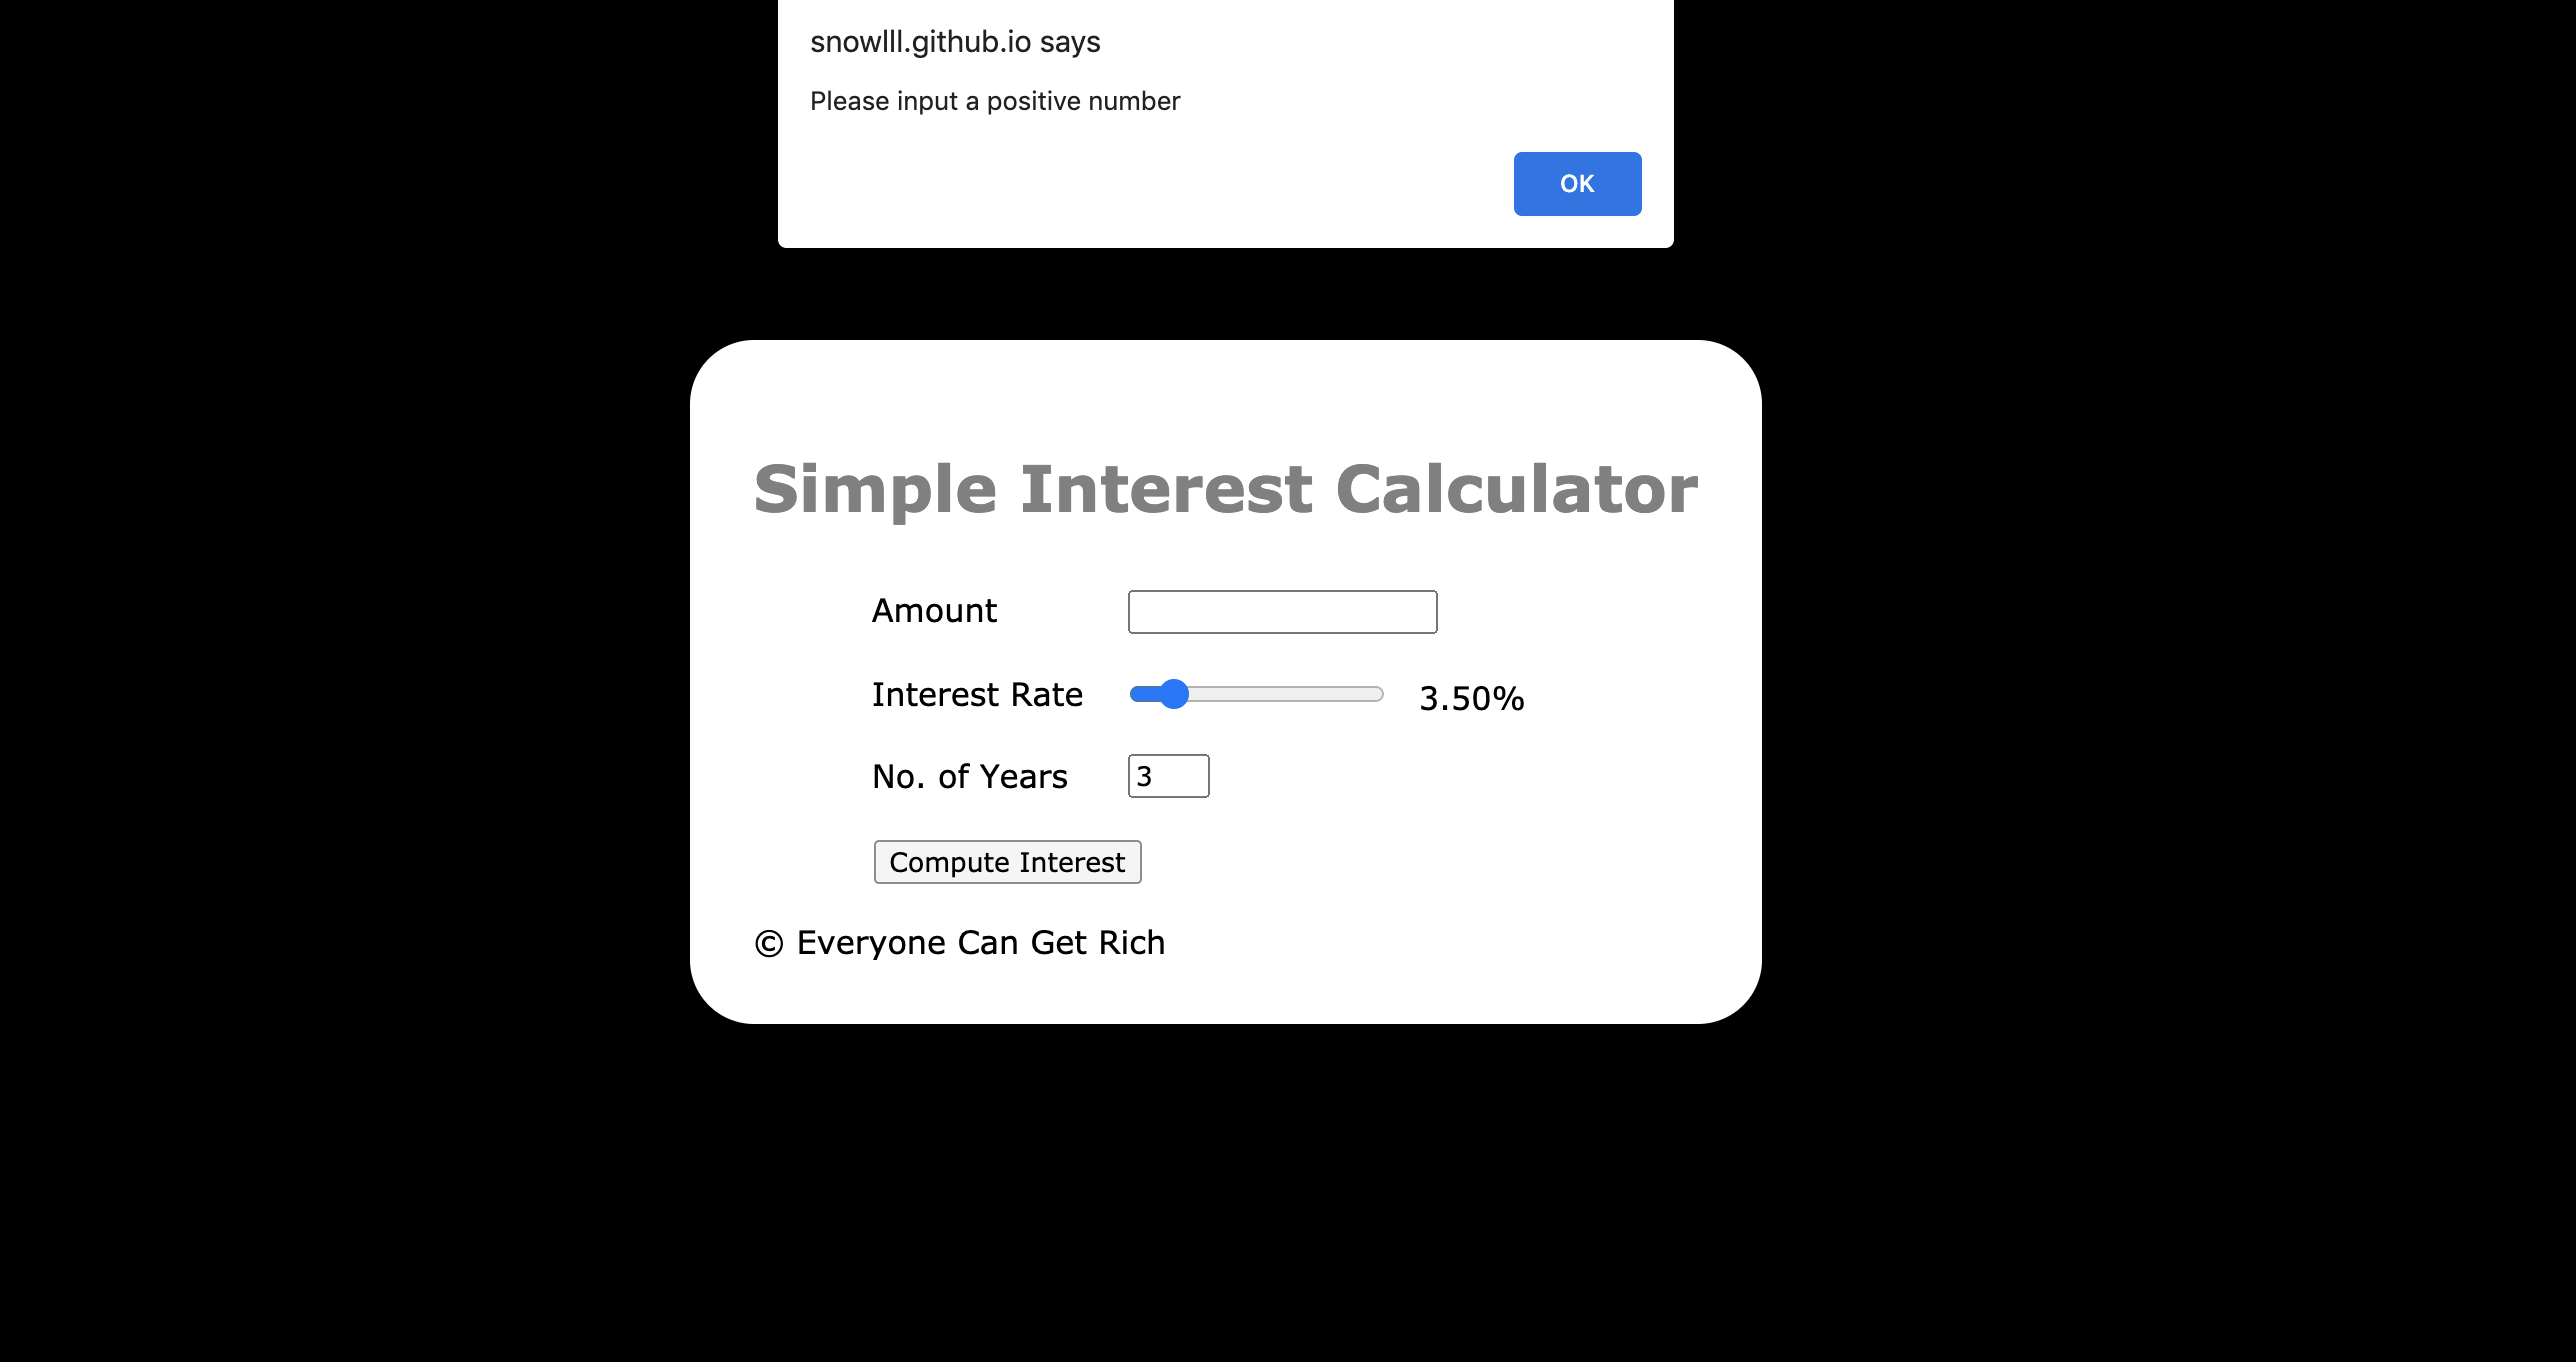 snowlll.github.io says
Please input a positive number
OK
Simple Interest Calculator
Amount
Interest Rate 3.50%
No. of Years 3
Compute Interest
© Everyone Can Get Rich